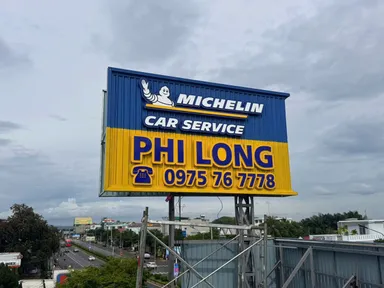 MICHELIN
CAR SERVICE
PHI LONG
0975 76 7778